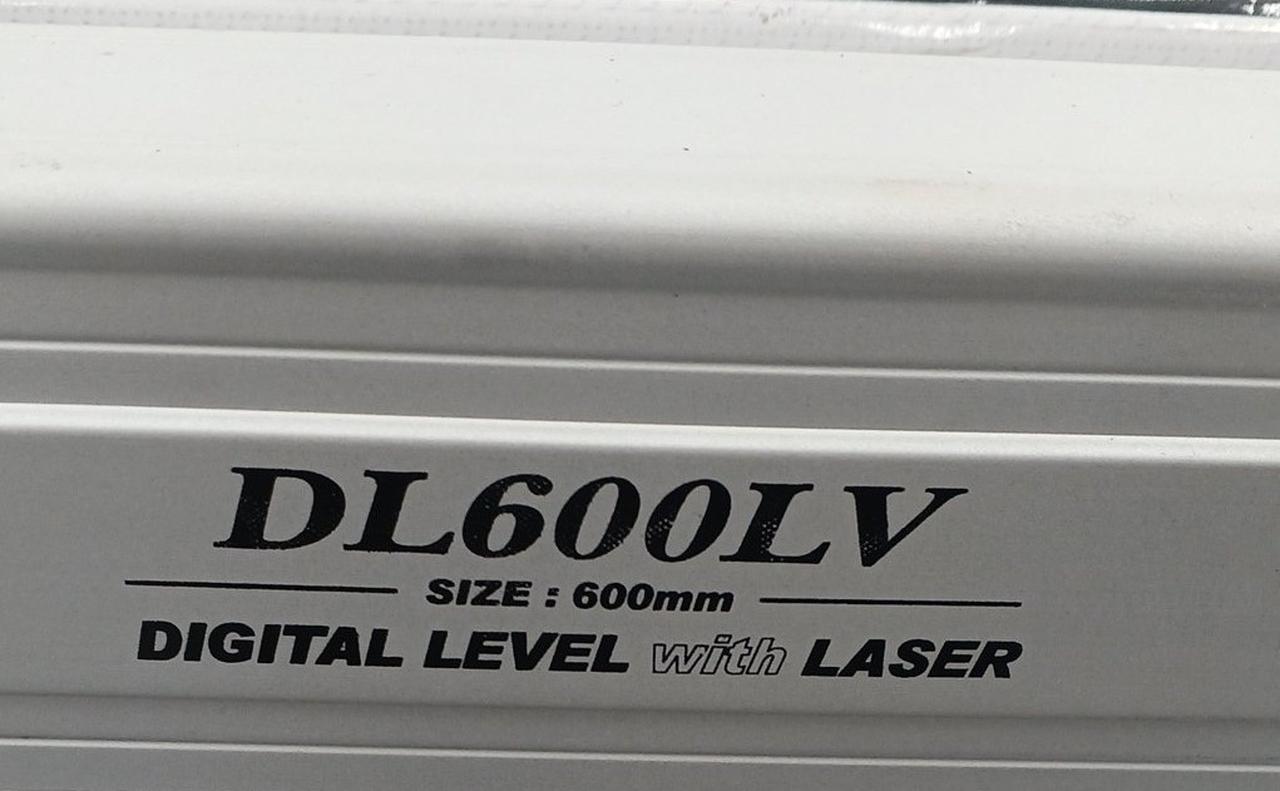 DL600LV
SIZE : 600mm
DIGITAL LEVEL with LASER